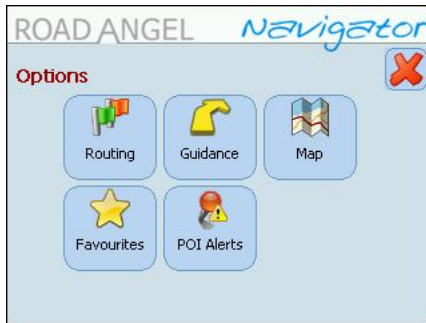 ROAD ANGEL Navigator
Options
Routing Guidance Map
Favourites POI Alerts